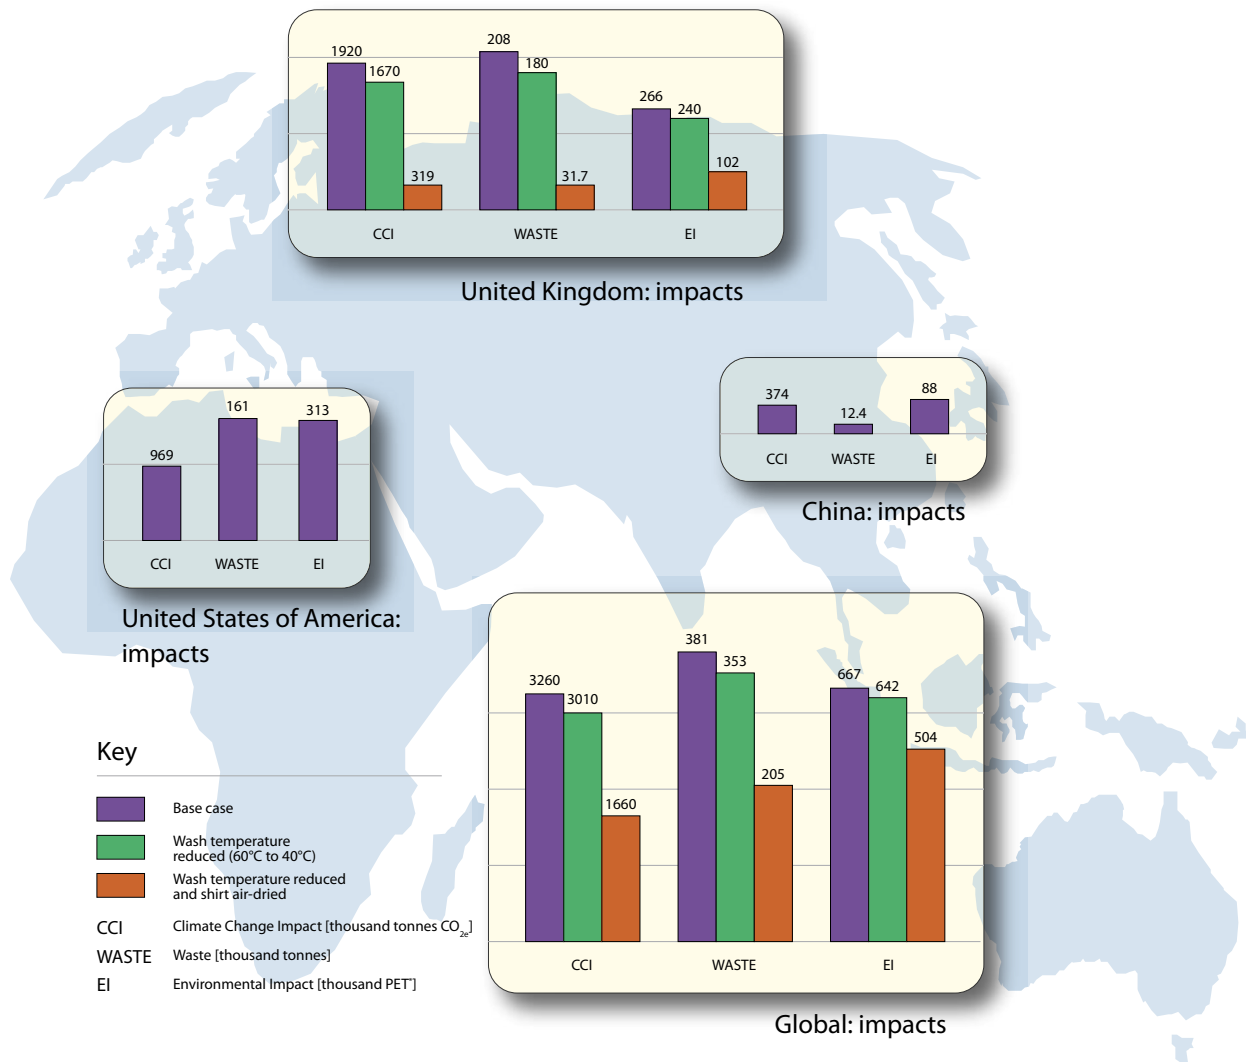 1920
1670
319
208
180
31.7
266
240
102
CCI
WASTE
EI
United Kingdom: impacts
969
161
313
CCI
WASTE
EI
United States of America:
impacts
374
12.4
88
CCI
WASTE
EI
China: impacts
3260
3010
1660
381
353
205
667
642
504
CCI
WASTE
EI
Global: impacts
Key
Base case
Wash temperature
reduced (60°C to 40°C)
Wash temperature reduced
and shirt air-dried
CCI Climate Change Impact [thousand tonnes CO2e]
WASTE Waste [thousand tonnes]
EI Environmental Impact [thousand PET*]